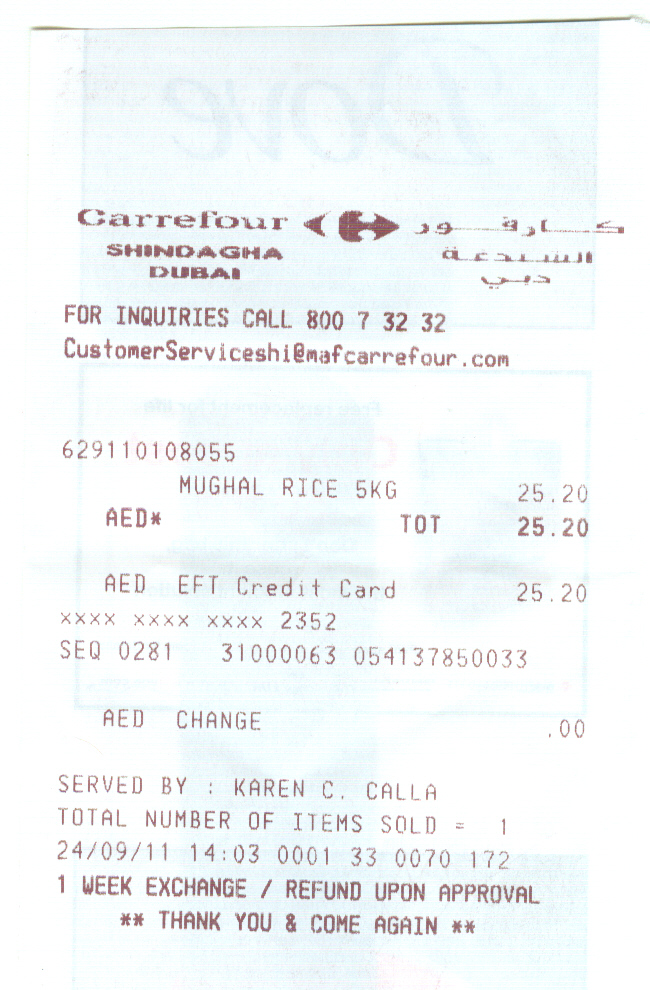 Carrefour كارفور
SHINDAGHA الشندغة
DUBAI دبي
FOR INQUIRIES CALL 800 7 32 32
CustomerServiceshi@mafcarrefour.com
629110108055
MUGHAL RICE 5KG 25.20
AED* TOT 25.20
AED EFT Credit Card 25.20
xxxx xxxx xxxx 2352
SEQ 0281 31000063 054137850033
AED CHANGE .00
SERVED BY : KAREN C. CALLA
TOTAL NUMBER OF ITEMS SOLD = 1
24/09/11 14:03 0001 33 0070 172
1 WEEK EXCHANGE / REFUND UPON APPROVAL
** THANK YOU & COME AGAIN **